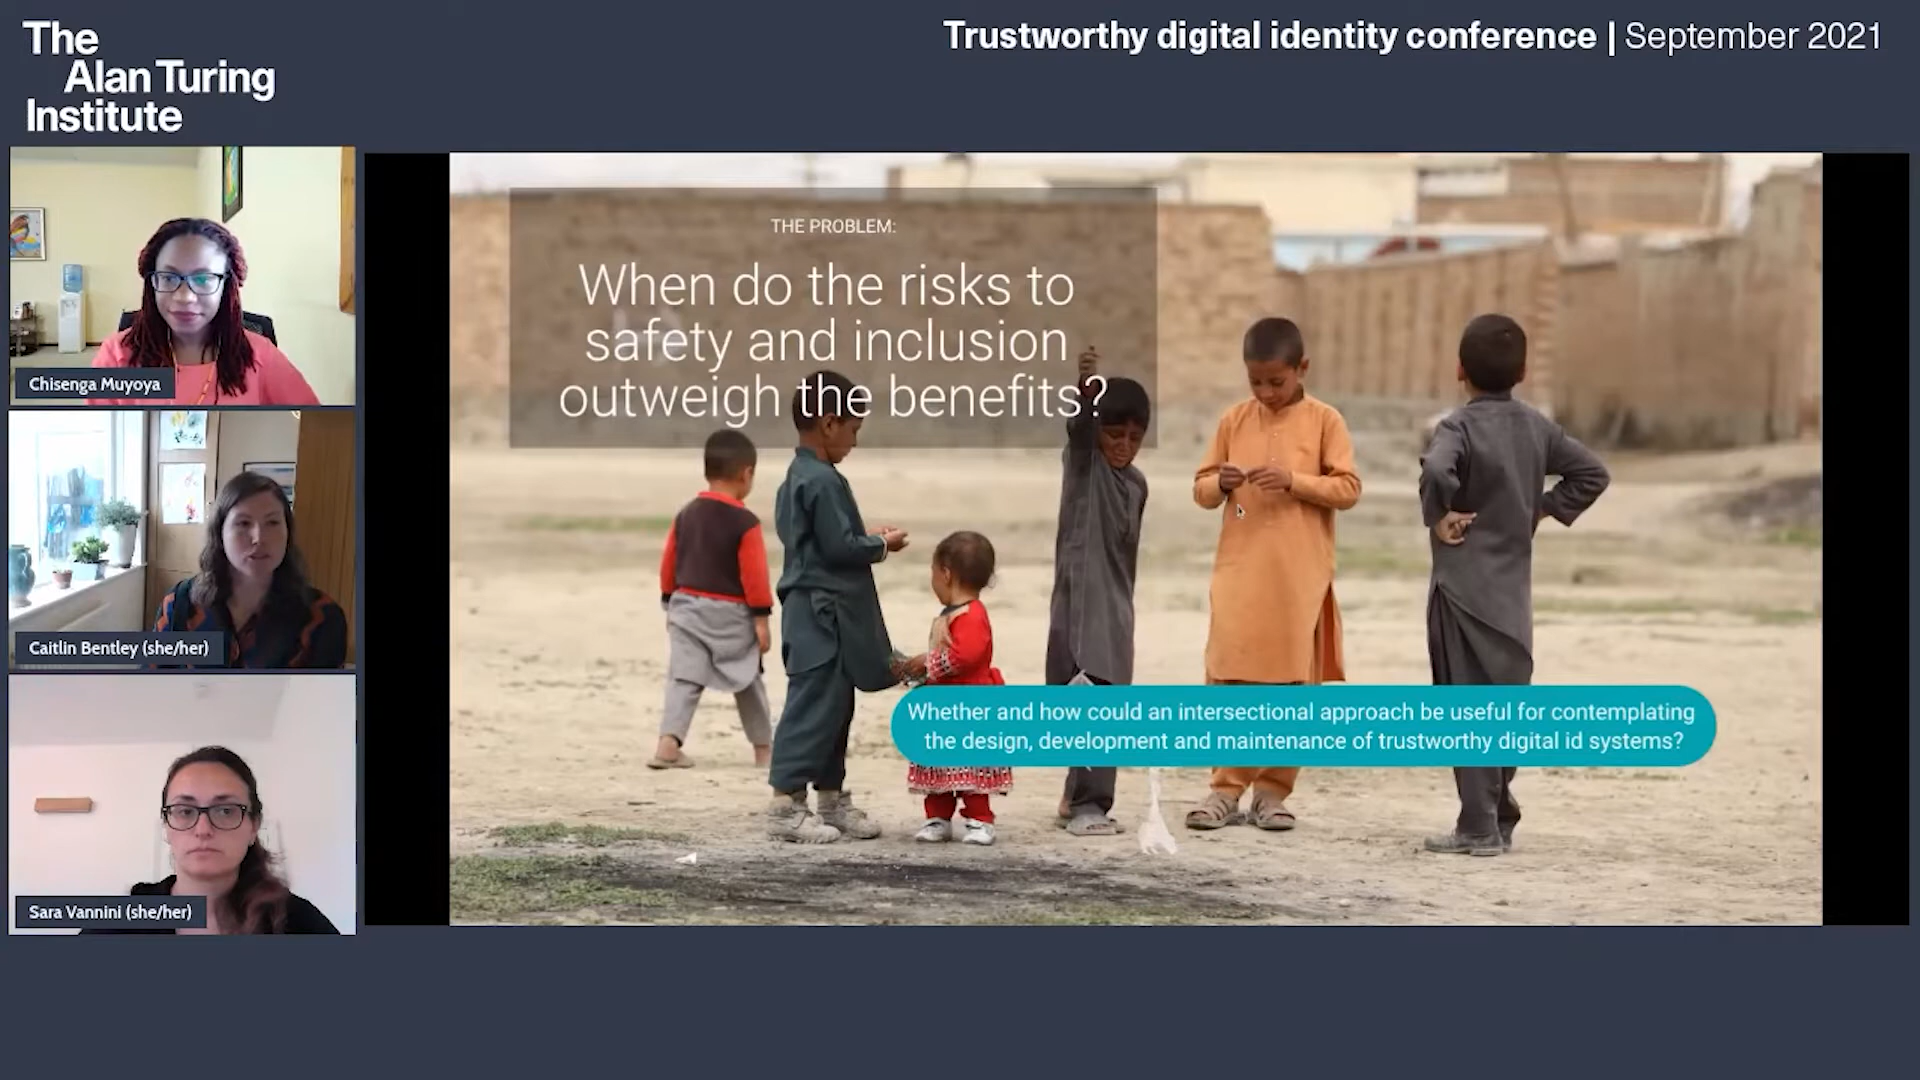 The
Alan Turing
Institute
Trustworthy digital identity conference | September 2021
Chisenga Muyoya
Caitlin Bentley (she/her)
Sara Vannini (she/her)
THE PROBLEM:
When do the risks to
safety and inclusion
outweigh the benefits?
Whether and how could an intersectional approach be useful for contemplating
the design, development and maintenance of trustworthy digital id systems?